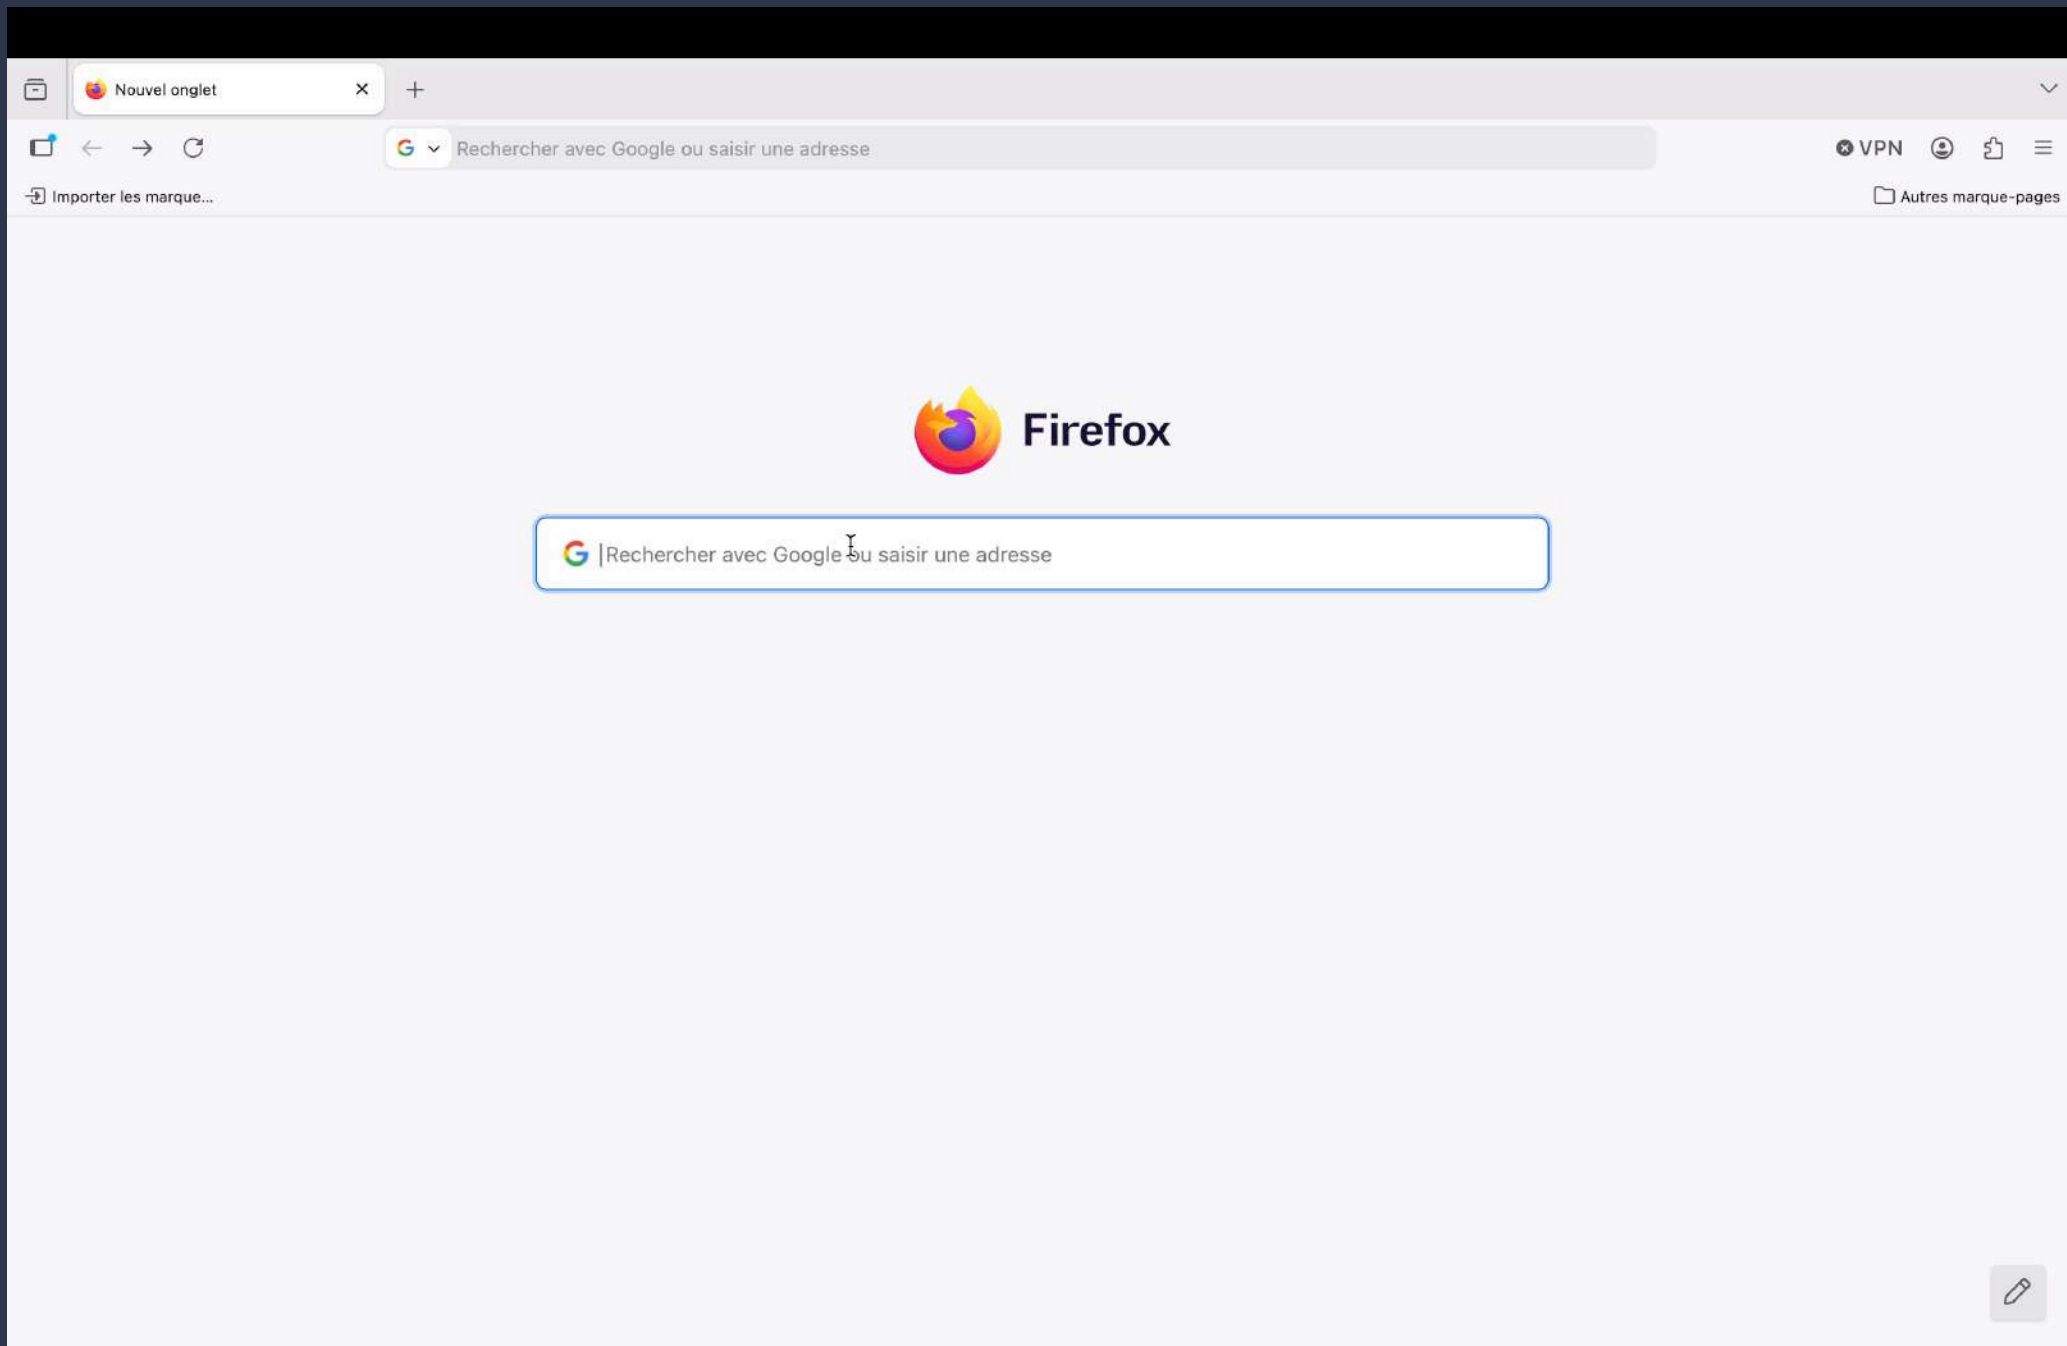 Nouvel onglet
Rechercher avec Google ou saisir une adresse
VPN
Importer les marque...
Autres marque-pages
Firefox
Rechercher avec Google ou saisir une adresse